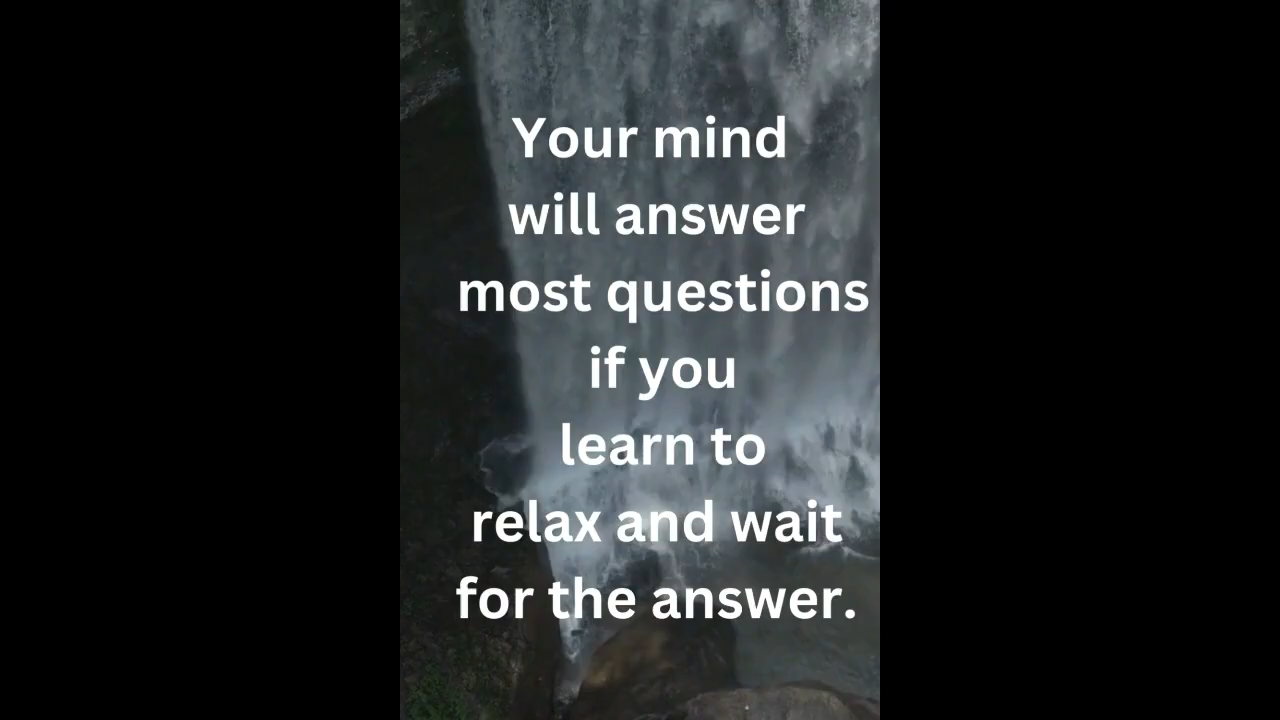 Your mind
will answer
most questions
if you
learn to
relax and wait
for the answer.